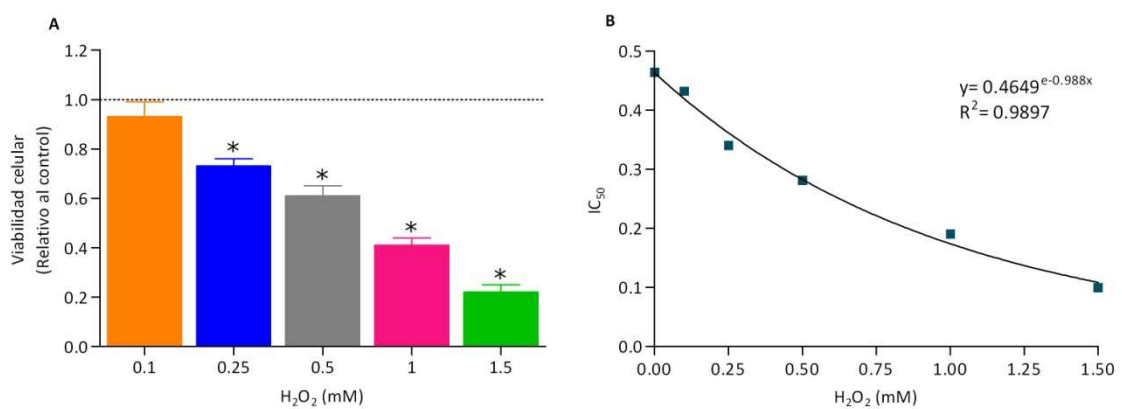 A
Viabilidad celular
(Relativo al control)
1.2
1.0
0.8
0.6
0.4
0.2
0.0
*
*
*
*
0.1 0.25 0.5 1 1.5
H₂O₂ (mM)
B
IC₅₀
0.5
0.4
0.3
0.2
0.1
0.0
y= 0.4649ᵉ⁻⁰·⁹⁸⁸ˣ
R²= 0.9897
0.00 0.25 0.50 0.75 1.00 1.25 1.50
H₂O₂ (mM)